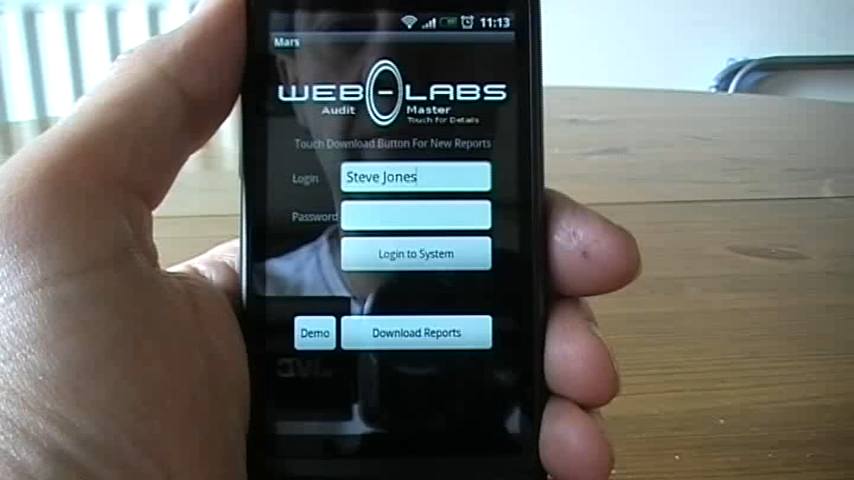 11:13
Mars
WEB-LABS
Audit Master
Touch for Details
Touch Download Button For New Reports
Login Steve Jones
Password
Login to System
Demo Download Reports